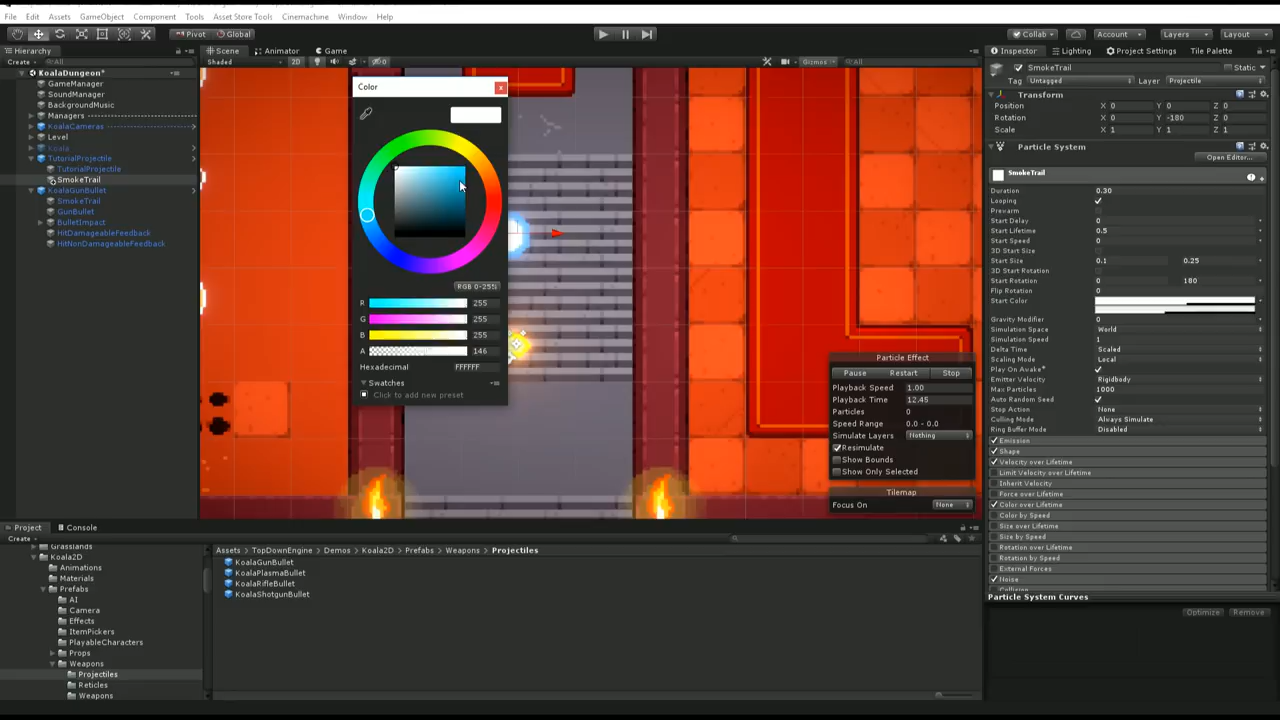 File Edit Assets GameObject Component Tools Asset Store Tools Cinemachine Window Help
Pivot Global Collab Account Layers Layout
Hierarchy Scene Animator Game Inspector Lighting Project Settings Tile Palette
Create All Shaded 2D Gizmos All
KoalaDungeon*
GameManager
SoundManager
BackgroundMusic
Managers
KoalaCameras
Level
Koala
TutorialProjectile
TutorialProjectile
SmokeTrail
KoalaGunBullet
SmokeTrail
GunBullet
BulletImpact
HitDamageableFeedback
HitNonDamageableFeedback
Color
RGB 0-255
R 255
G 255
B 255
A 146
Hexadecimal FFFFFF
Swatches
Click to add new preset
Particle Effect
Pause Restart Stop
Playback Speed 1.00
Playback Time 12.45
Particles 0
Speed Range 0.0 - 0.0
Simulate Layers Nothing
Resimulate
Show Bounds
Show Only Selected
Tilemap
Focus On None
SmokeTrail Static
Tag Untagged Layer Projectile
Transform
Position X 0 Y 0 Z 0
Rotation X 0 Y -180 Z 0
Scale X 1 Y 1 Z 1
Particle System
Open Editor...
SmokeTrail
Duration 0.30
Looping
Prewarm
Start Delay 0
Start Lifetime 0.5
Start Speed 0
3D Start Size
Start Size 0.1 0.25
3D Start Rotation
Start Rotation 0 180
Flip Rotation 0
Start Color
Gravity Modifier 0
Simulation Space World
Simulation Speed 1
Delta Time Scaled
Scaling Mode Local
Play On Awake*
Emitter Velocity Rigidbody
Max Particles 1000
Auto Random Seed
Stop Action None
Culling Mode Always Simulate
Ring Buffer Mode Disabled
Emission
Shape
Velocity over Lifetime
Limit Velocity over Lifetime
Inherit Velocity
Force over Lifetime
Color over Lifetime
Color by Speed
Size over Lifetime
Size by Speed
Rotation over Lifetime
Rotation by Speed
External Forces
Noise
Collision
Particle System Curves
Optimize Remove
Project Console
Create
Grasslands
Koala2D
Animations
Materials
Prefabs
AI
Camera
Effects
ItemPickers
PlayableCharacters
Props
Weapons
Projectiles
Reticles
Weapons
Assets TopDownEngine Demos Koala2D Prefabs Weapons Projectiles
KoalaGunBullet
KoalaPlasmaBullet
KoalaRifleBullet
KoalaShotgunBullet